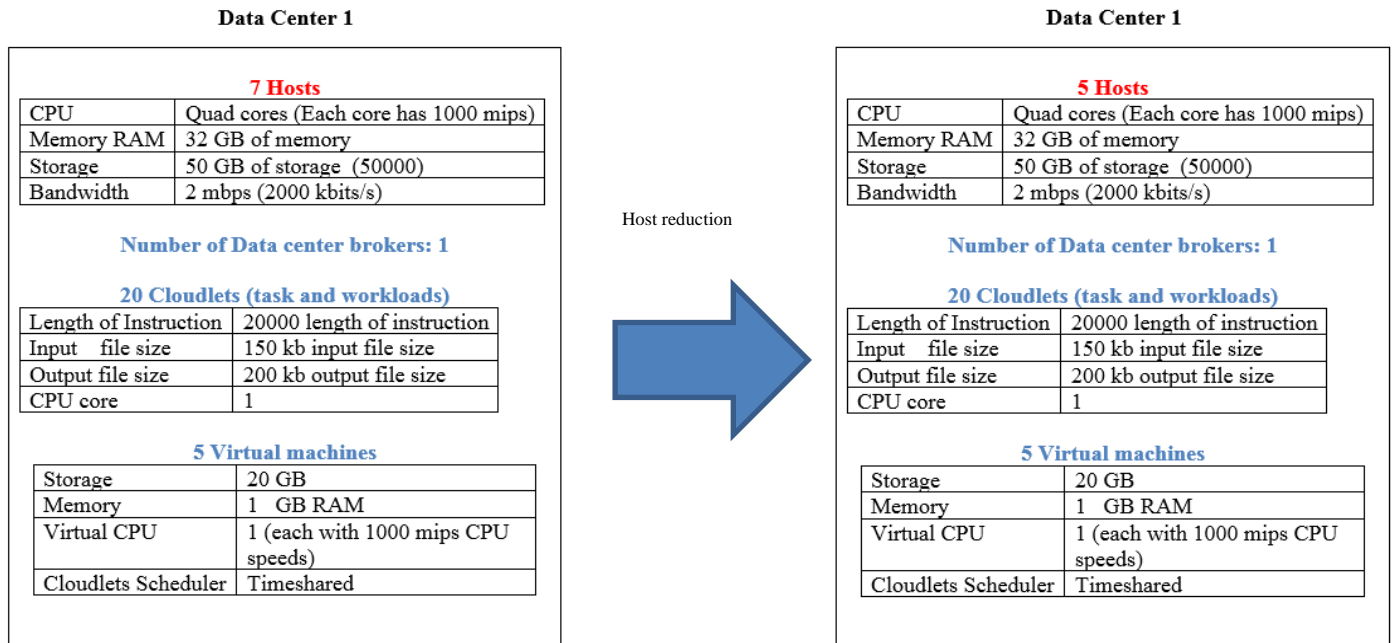 Data Center 1
7 Hosts
CPU Quad cores (Each core has 1000 mips)
Memory RAM 32 GB of memory
Storage 50 GB of storage (50000)
Bandwidth 2 mbps (2000 kbits/s)
Number of Data center brokers: 1
20 Cloudlets (task and workloads)
Length of Instruction 20000 length of instruction
Input file size 150 kb input file size
Output file size 200 kb output file size
CPU core 1
5 Virtual machines
Storage 20 GB
Memory 1 GB RAM
Virtual CPU 1 (each with 1000 mips CPU
speeds)
Cloudlets Scheduler Timeshared
Host reduction
Data Center 1
5 Hosts
CPU Quad cores (Each core has 1000 mips)
Memory RAM 32 GB of memory
Storage 50 GB of storage (50000)
Bandwidth 2 mbps (2000 kbits/s)
Number of Data center brokers: 1
20 Cloudlets (task and workloads)
Length of Instruction 20000 length of instruction
Input file size 150 kb input file size
Output file size 200 kb output file size
CPU core 1
5 Virtual machines
Storage 20 GB
Memory 1 GB RAM
Virtual CPU 1 (each with 1000 mips CPU
speeds)
Cloudlets Scheduler Timeshared